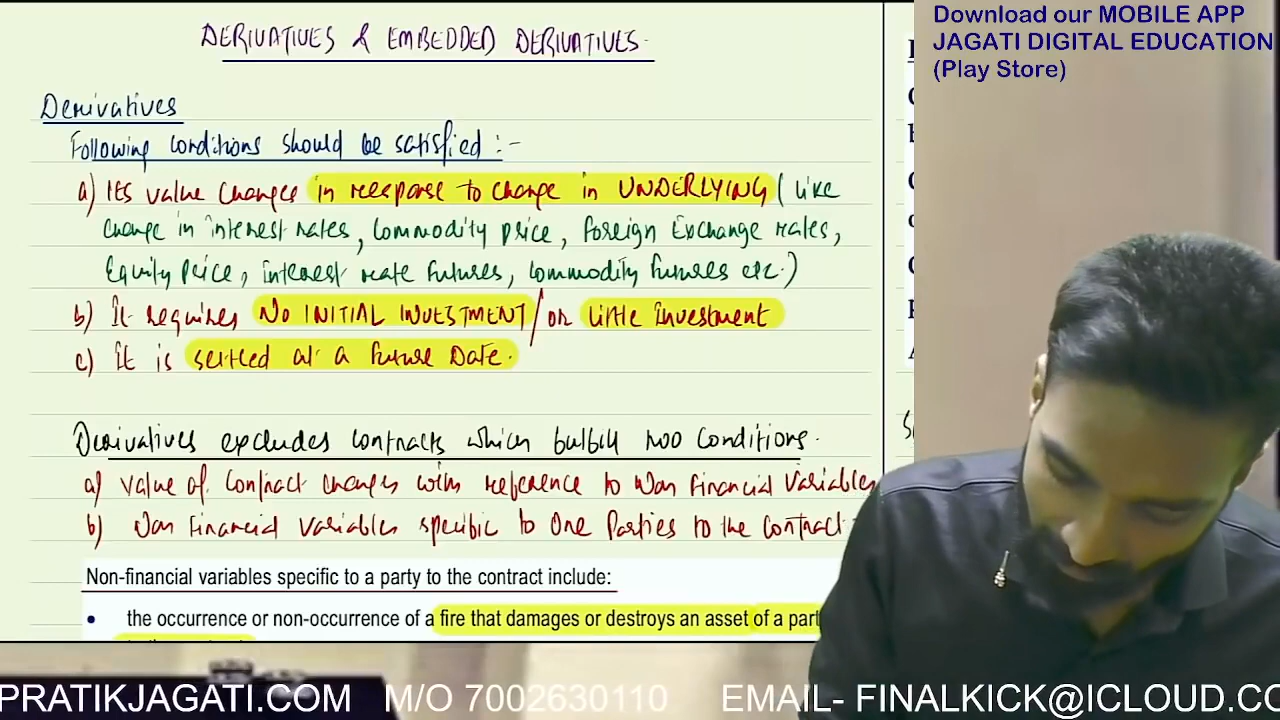 DERIVATIVES & EMBEDDED DERIVATIVES-
Derivatives
Following conditions should be satisfied :-
a) Its value changes in response to change in UNDERLYING (Like
change in interest rates, Commodity price, foreign Exchange rates,
Equity price, interest rate futures, commodity futures etc.)
b) It requires NO INITIAL INVESTMENT / or Little Investment
c) It is settled at a future Date.
Derivatives excludes contracts which fulfill two Conditions.
a) Value of Contract changes with reference to Non Financial Variables
b) Non Financial Variables specific to One Parties to the Contract
Non-financial variables specific to a party to the contract include:
• the occurrence or non-occurrence of a fire that damages or destroys an asset of a part
Download our MOBILE APP
JAGATI DIGITAL EDUCATION
(Play Store)
PRATIKJAGATI.COM M/O 7002630110 EMAIL- FINALKICK@ICLOUD.CO